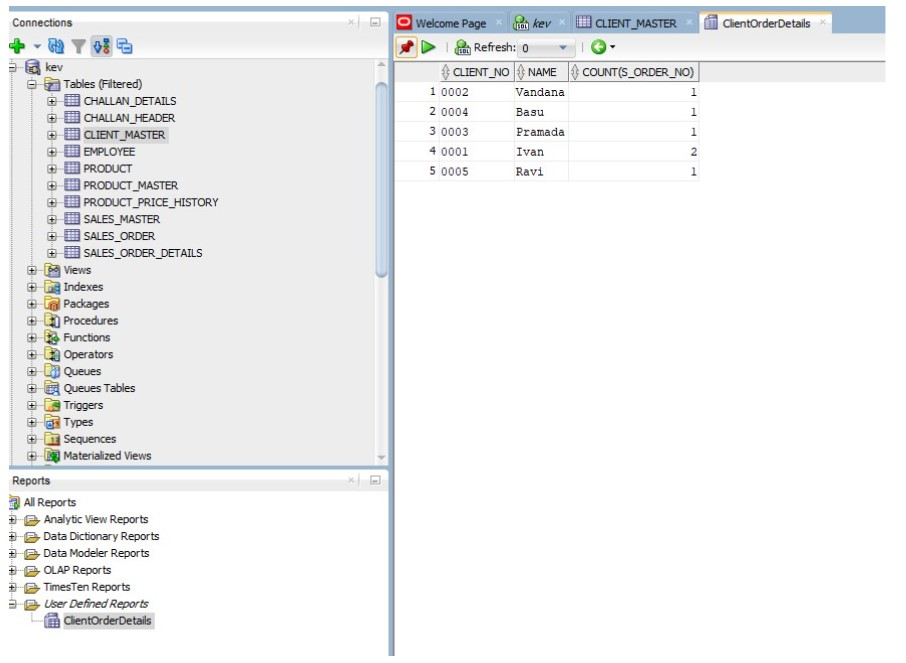 Connections
kev
Tables (Filtered)
CHALLAN_DETAILS
CHALLAN_HEADER
CLIENT_MASTER
EMPLOYEE
PRODUCT
PRODUCT_MASTER
PRODUCT_PRICE_HISTORY
SALES_MASTER
SALES_ORDER
SALES_ORDER_DETAILS
Views
Indexes
Packages
Procedures
Functions
Operators
Queues
Queues Tables
Triggers
Types
Sequences
Materialized Views
Reports
All Reports
Analytic View Reports
Data Dictionary Reports
Data Modeler Reports
OLAP Reports
TimesTen Reports
User Defined Reports
ClientOrderDetails
Welcome Page kev CLIENT_MASTER ClientOrderDetails
Refresh: 0
CLIENT_NO NAME COUNT(S_ORDER_NO)
1 0002 Vandana 1
2 0004 Basu 1
3 0003 Pramada 1
4 0001 Ivan 2
5 0005 Ravi 1